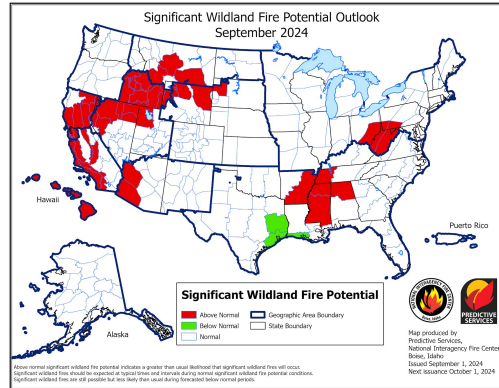 Significant Wildland Fire Potential Outlook
September 2024
Hawaii
Puerto Rico
Alaska
Significant Wildland Fire Potential
Above Normal
Below Normal
Normal
Geographic Area Boundary
State Boundary
PREDICTIVE
SERVICES
Map produced by
Predictive Services,
National Interagency Fire Center
Boise, Idaho
Issued September 1, 2024
Next issuance October 1, 2024
Above normal significant wildland fire potential indicates a greater than usual likelihood that significant wildland fires will occur.
Significant wildland fires should be expected at typical times and intervals during normal significant wildland fire potential conditions.
Significant wildland fires are still possible but less likely than usual during forecasted below normal periods.